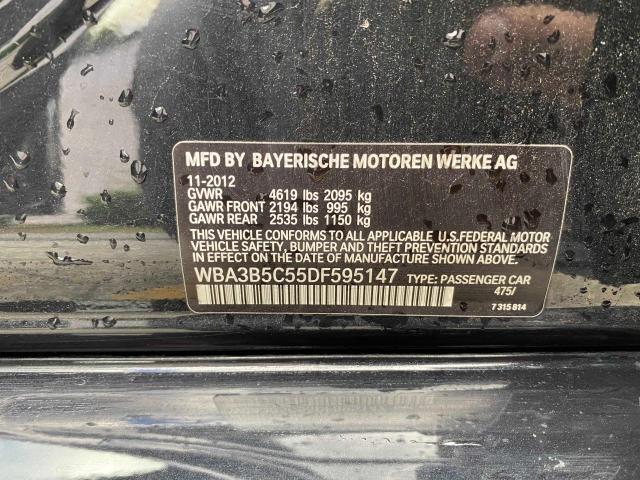 MFD BY BAYERISCHE MOTOREN WERKE AG
11-2012
GVWR 4619 lbs 2095 kg
GAWR FRONT 2194 lbs 995 kg
GAWR REAR 2535 lbs 1150 kg
THIS VEHICLE CONFORMS TO ALL APPLICABLE U.S.FEDERAL MOTOR
VEHICLE SAFETY, BUMPER AND THEFT PREVENTION STANDARDS
IN EFFECT ON THE DATE OF MANUFACTURE SHOWN ABOVE.
WBA3B5C55DF595147 TYPE: PASSENGER CAR
475/
7 315 814